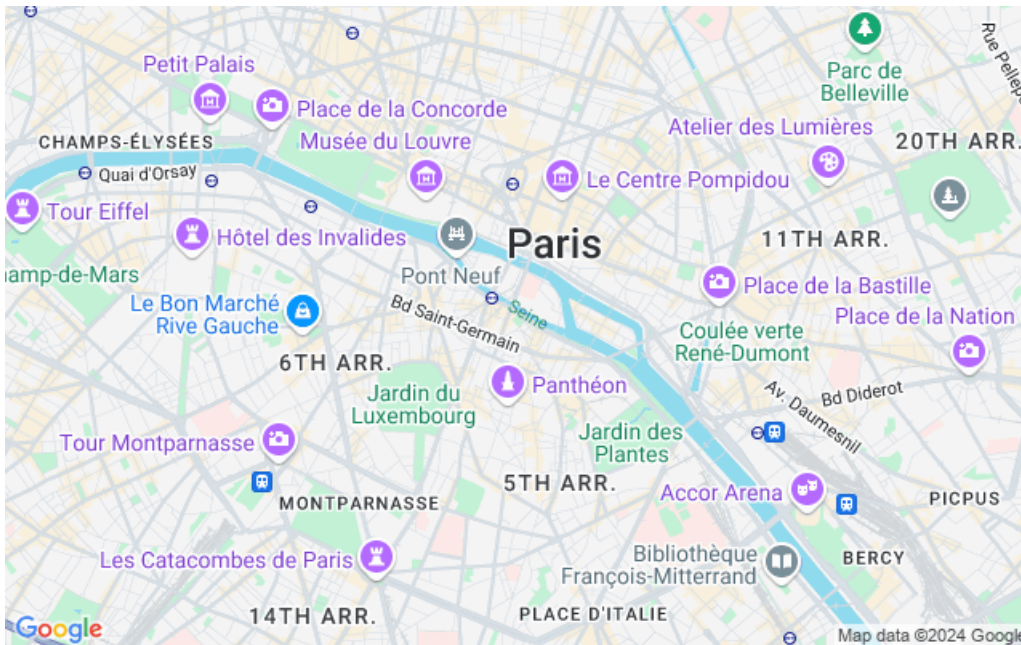 Petit Palais
Place de la Concorde
Parc de
Belleville
Rue
CHAMPS-ÉLYSÉES
Musée du Louvre
Atelier des Lumières
20TH ARR.
Quai d'Orsay
Le Centre Pompidou
Tour Eiffel
Hôtel des Invalides
Paris
11TH ARR.
amp-de-Mars
Pont Neuf
Place de la Bastille
Le Bon Marché
Rive Gauche
Bd Saint-Germain
Seine
Coulée verte
René-Dumont
Place de la Nation
6TH ARR.
Jardin du
Luxembourg
Panthéon
Av. Daumesnil
Bd Diderot
Tour Montparnasse
Jardin des
Plantes
MONTPARNASSE
5TH ARR.
Accor Arena
PICPUS
Les Catacombes de Paris
Bibliothèque
François-Mitterrand
BERCY
14TH ARR.
PLACE D'ITALIE
Google
Map data ©2024 Google